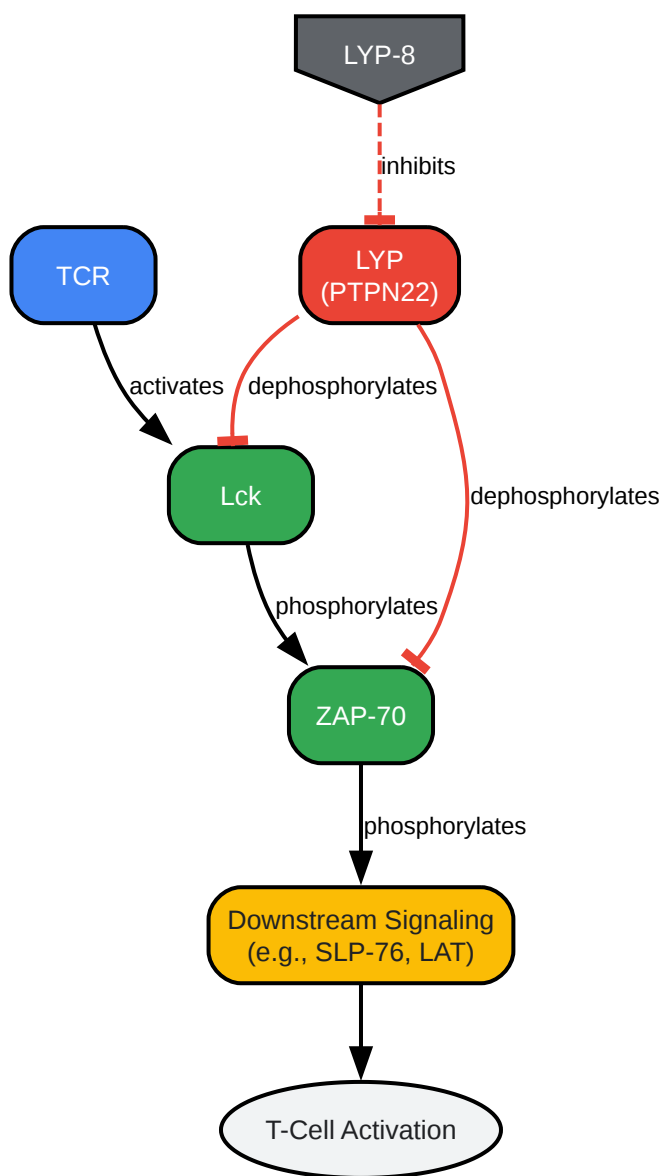 LYP-8
inhibits
TCR
LYP
(PTPN22)
activates
dephosphorylates
Lck
dephosphorylates
phosphorylates
ZAP-70
phosphorylates
Downstream Signaling
(e.g., SLP-76, LAT)
T-Cell Activation